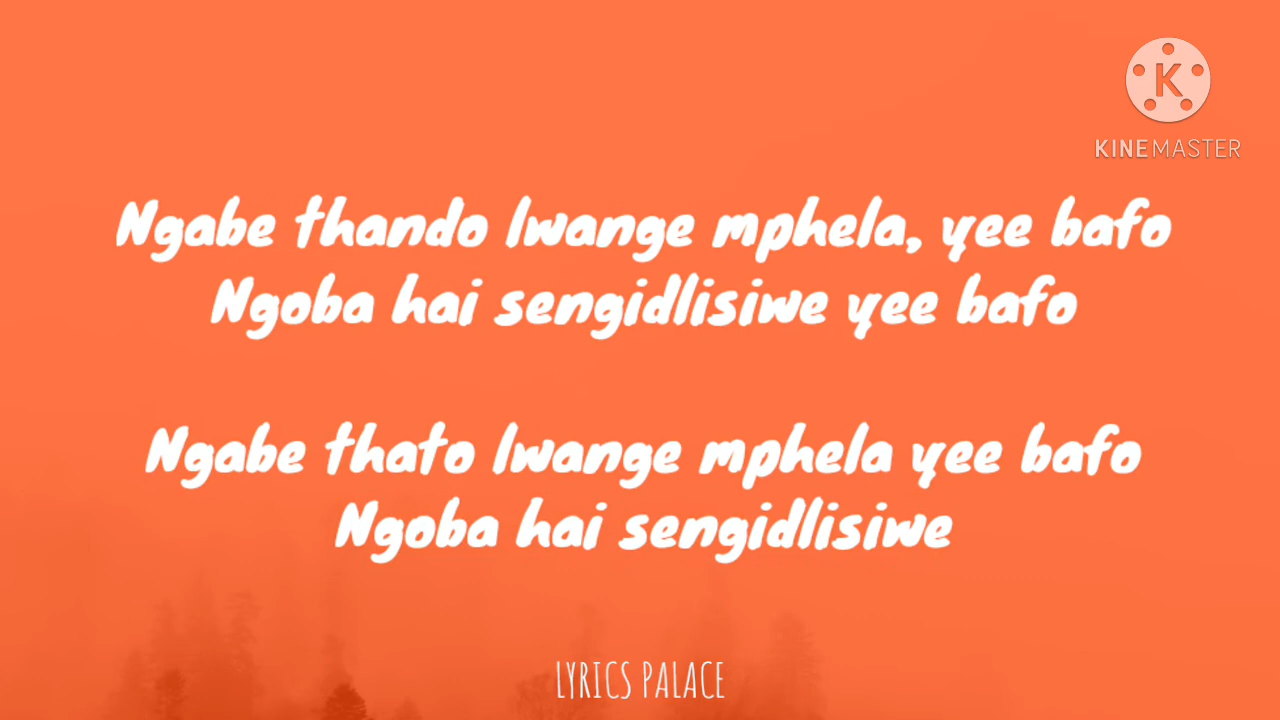 K
KINEMASTER
Ngabe thando lwange mphela, yee bafo
Ngoba hai sengidlisiwe yee bafo
Ngabe thato lwange mphela yee bafo
Ngoba hai sengidlisiwe
LYRICS PALACE